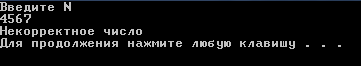 Введите N
4567
Некорректное число
Для продолжения нажмите любую клавишу . . .